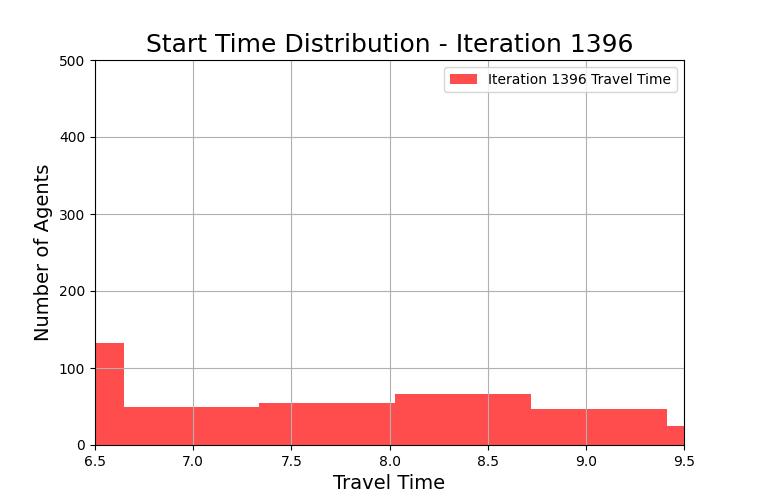 Start Time Distribution - Iteration 1396
500
400
300
200
100
0
Number of Agents
Iteration 1396 Travel Time
6.5 7.0 7.5 8.0 8.5 9.0 9.5
Travel Time